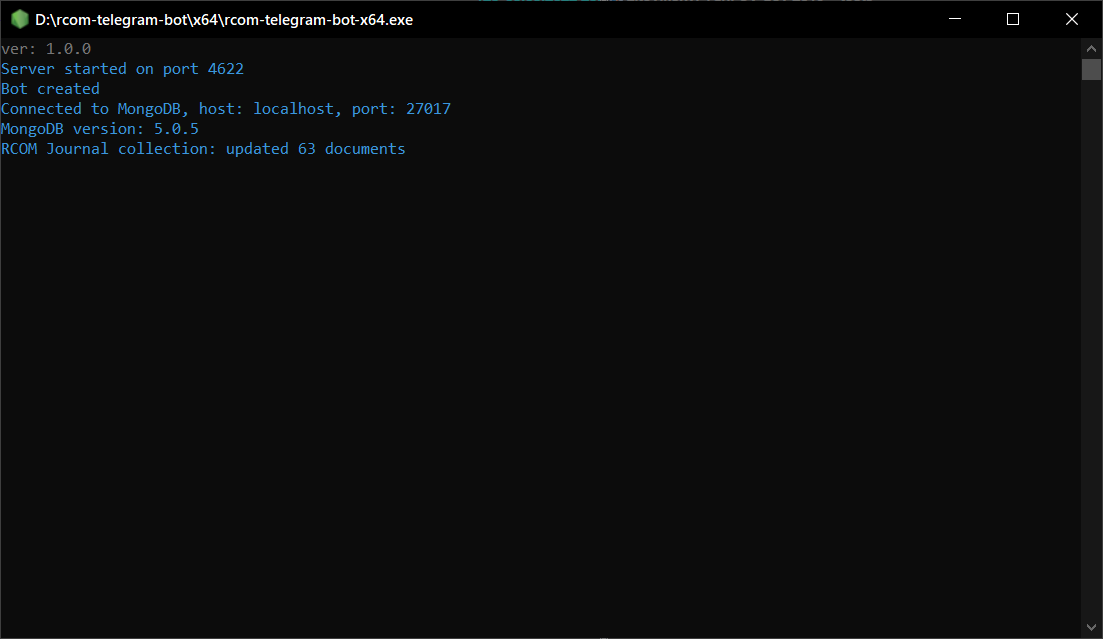 D:\rcom-telegram-bot\x64\rcom-telegram-bot-x64.exe
ver: 1.0.0
Server started on port 4622
Bot created
Connected to MongoDB, host: localhost, port: 27017
MongoDB version: 5.0.5
RCOM Journal collection: updated 63 documents